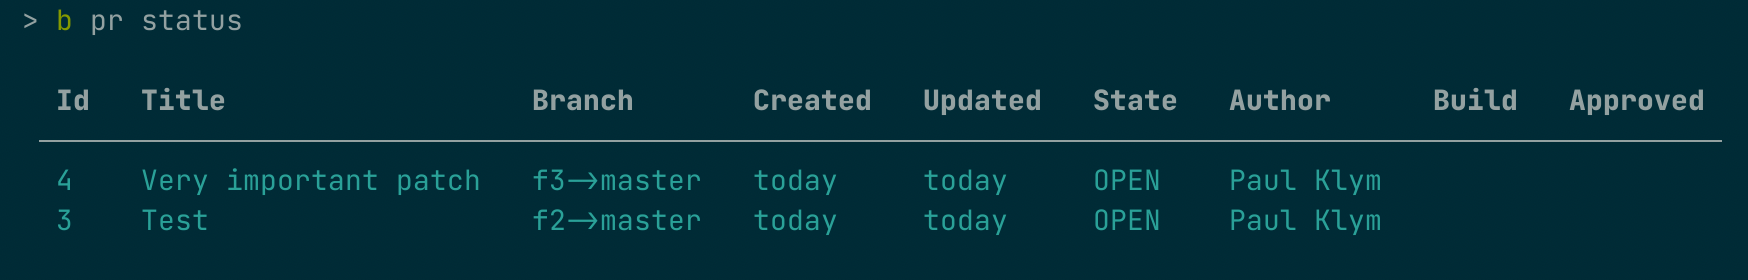 > b pr status
Id Title Branch Created Updated State Author Build Approved
4 Very important patch f3->master today today OPEN Paul Klym
3 Test f2->master today today OPEN Paul Klym